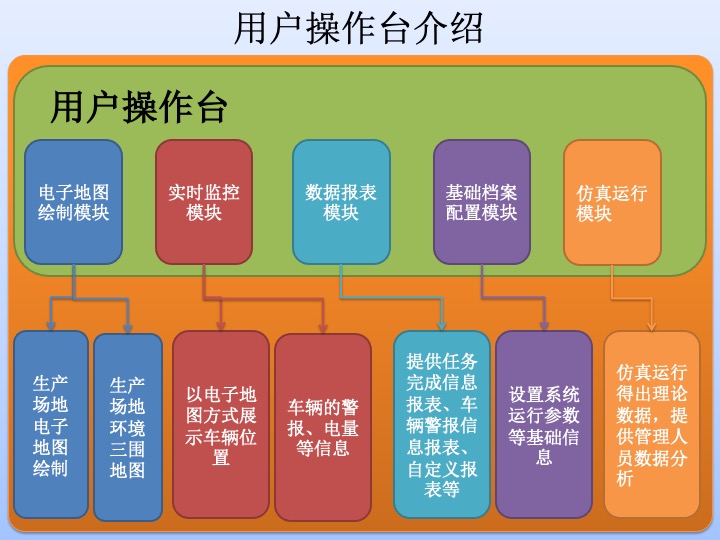 用户操作台介绍
用户操作台
电子地图
绘制模块
实时监控
模块
数据报表
模块
基础档案
配置模块
仿真运行
模块
生产
场地
电子
地图
绘制
生产
场地
环境
三围
地图
以电子地
图方式展
示车辆位
置
车辆的警
报、电量
等信息
提供任务
完成信息
报表、车
辆警报信
息报表、
自定义报
表等
设置系统
运行参数
等基础信
息
仿真运行
得出理论
数据，提
供管理人
员数据分
析